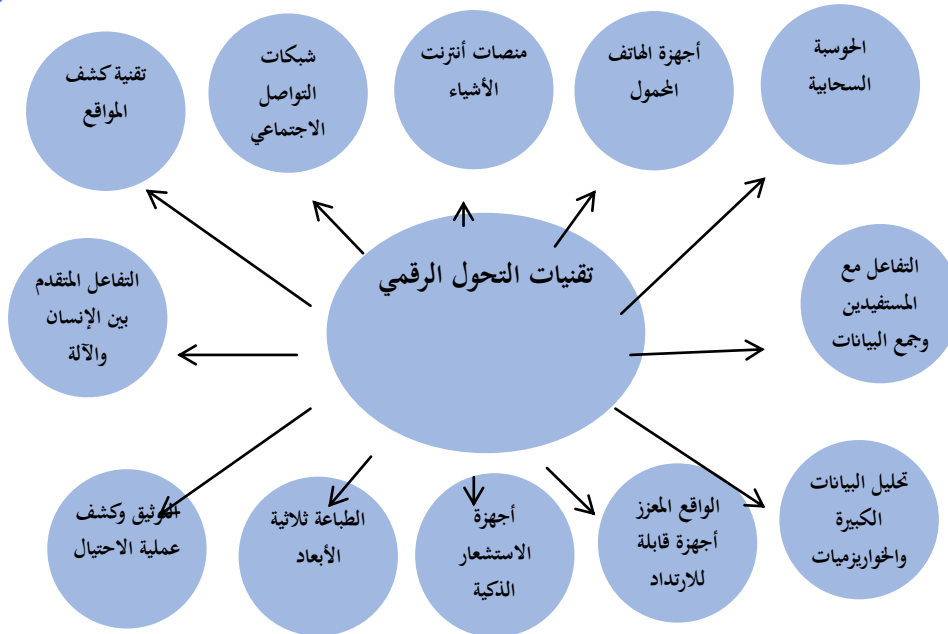 الحوسبة
السحابية
أجهزة الهاتف
المحمول
منصات أنترنت
الأشياء
شبكات
التواصل
الاجتماعي
تقنية كشف
المواقع
تقنيات التحول الرقمي
التفاعل مع
المستفيدين
وجمع البيانات
التفاعل المتقدم
بين الإنسان
والآلة
تحليل البيانات
الكبيرة
والخواريزميات
الواقع المعزز
أجهزة قابلة
للارتداد
أجهزة
الاستشعار
الذكية
الطباعة ثلاثية
الأبعاد
التوثيق وكشف
عملية الاحتيال